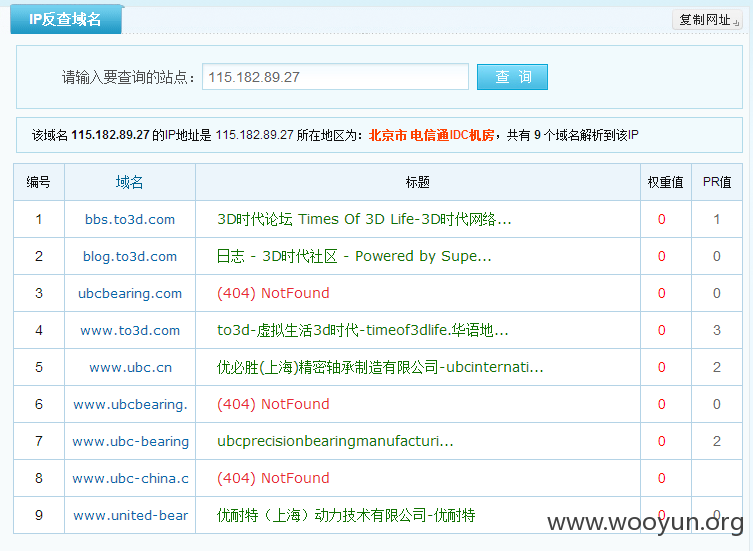 IP反查域名
复制网址
请输入要查询的站点： 115.182.89.27 查 询
该域名 115.182.89.27 的IP地址是 115.182.89.27 所在地区为：北京市 电信通IDC机房，共有 9 个域名解析到该IP
编号 域名 标题 权重值 PR值
1 bbs.to3d.com 3D时代论坛 Times Of 3D Life-3D时代网络... 0 1
2 blog.to3d.com 日志 - 3D时代社区 - Powered by Supe... 0 0
3 ubcbearing.com (404) NotFound 0 0
4 www.to3d.com to3d-虚拟生活3d时代-timeof3dlife.华语地... 0 3
5 www.ubc.cn 优必胜(上海)精密轴承制造有限公司-ubcinternati... 0 2
6 www.ubcbearing. (404) NotFound 0 0
7 www.ubc-bearing ubcprecisionbearingmanufacturi... 0 2
8 www.ubc-china.c (404) NotFound 0
9 www.united-bear 优耐特（上海）动力技术有限公司-优耐特 0 0
www.wooyun.org